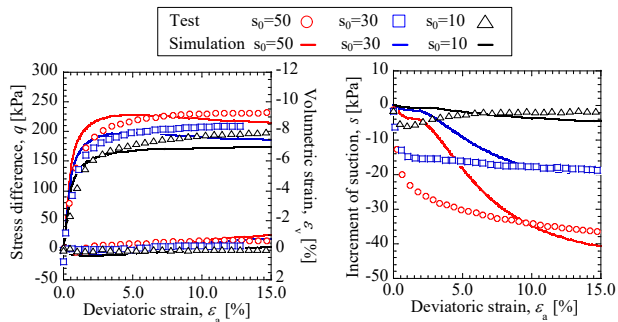 Test s₀=50 s₀=30 s₀=10
Simulation s₀=50 s₀=30 s₀=10
Stress difference, q [kPa]
300
250
200
150
100
50
0
-50
0.0 5.0 10.0 15.0
Deviatoric strain, εₐ [%]
-12
-10
-8
-6
-4
-2
0
2
Volumetric strain, εᵥ [%]
Increment of suction, s [kPa]
10
0
-10
-20
-30
-40
-50
0.0 5.0 10.0 15.0
Deviatoric strain, εₐ [%]